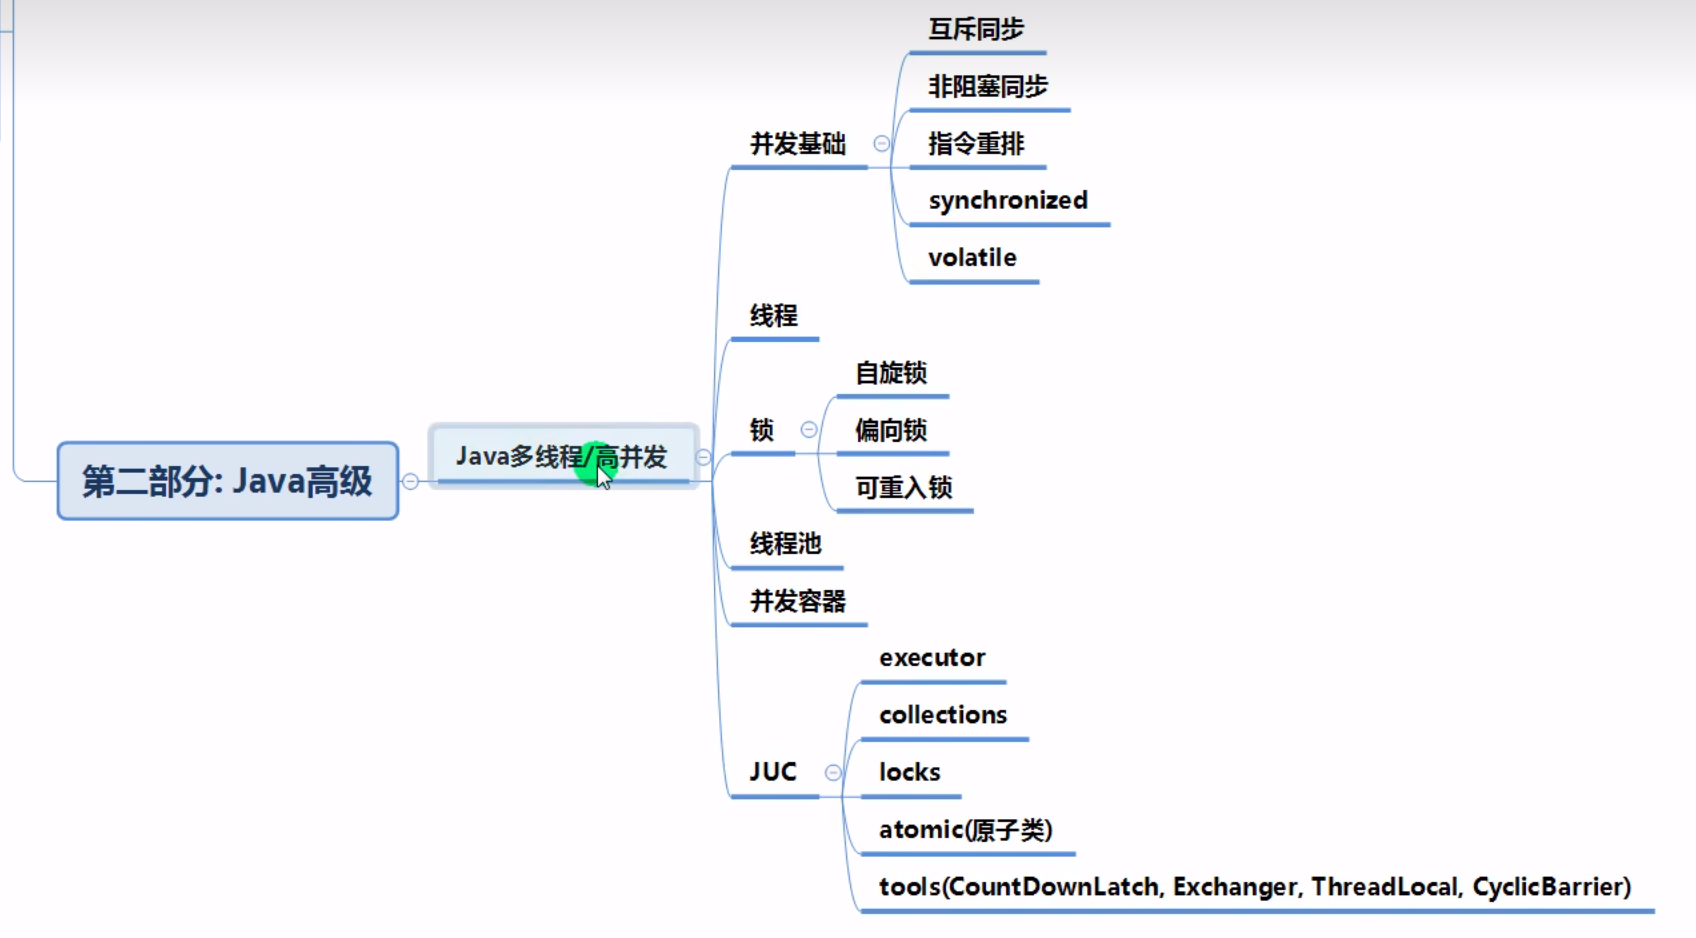 第二部分: Java高级
Java多线程/高并发
并发基础
互斥同步
非阻塞同步
指令重排
synchronized
volatile
线程
锁
自旋锁
偏向锁
可重入锁
线程池
并发容器
JUC
executor
collections
locks
atomic(原子类)
tools(CountDownLatch, Exchanger, ThreadLocal, CyclicBarrier)